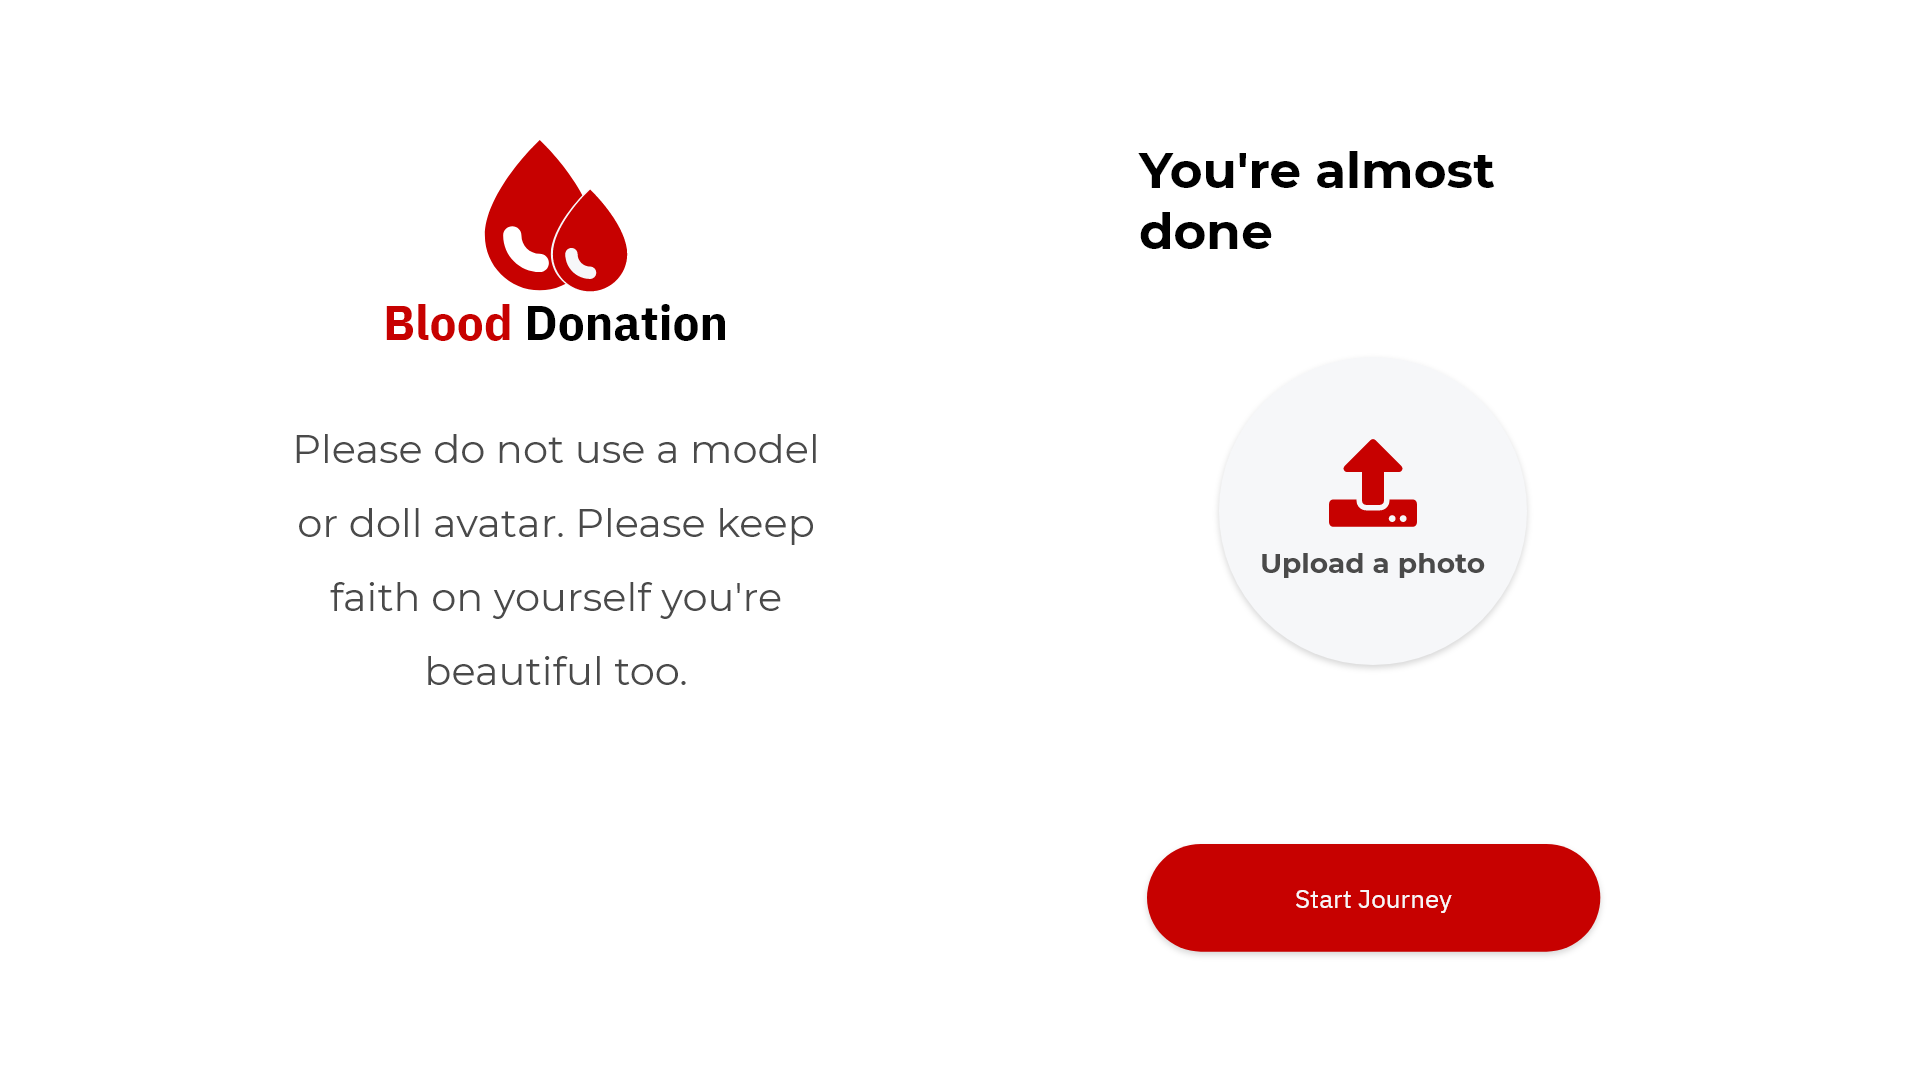 Blood Donation
Please do not use a model
or doll avatar. Please keep
faith on yourself you're
beautiful too.
You're almost
done
Upload a photo
Start Journey